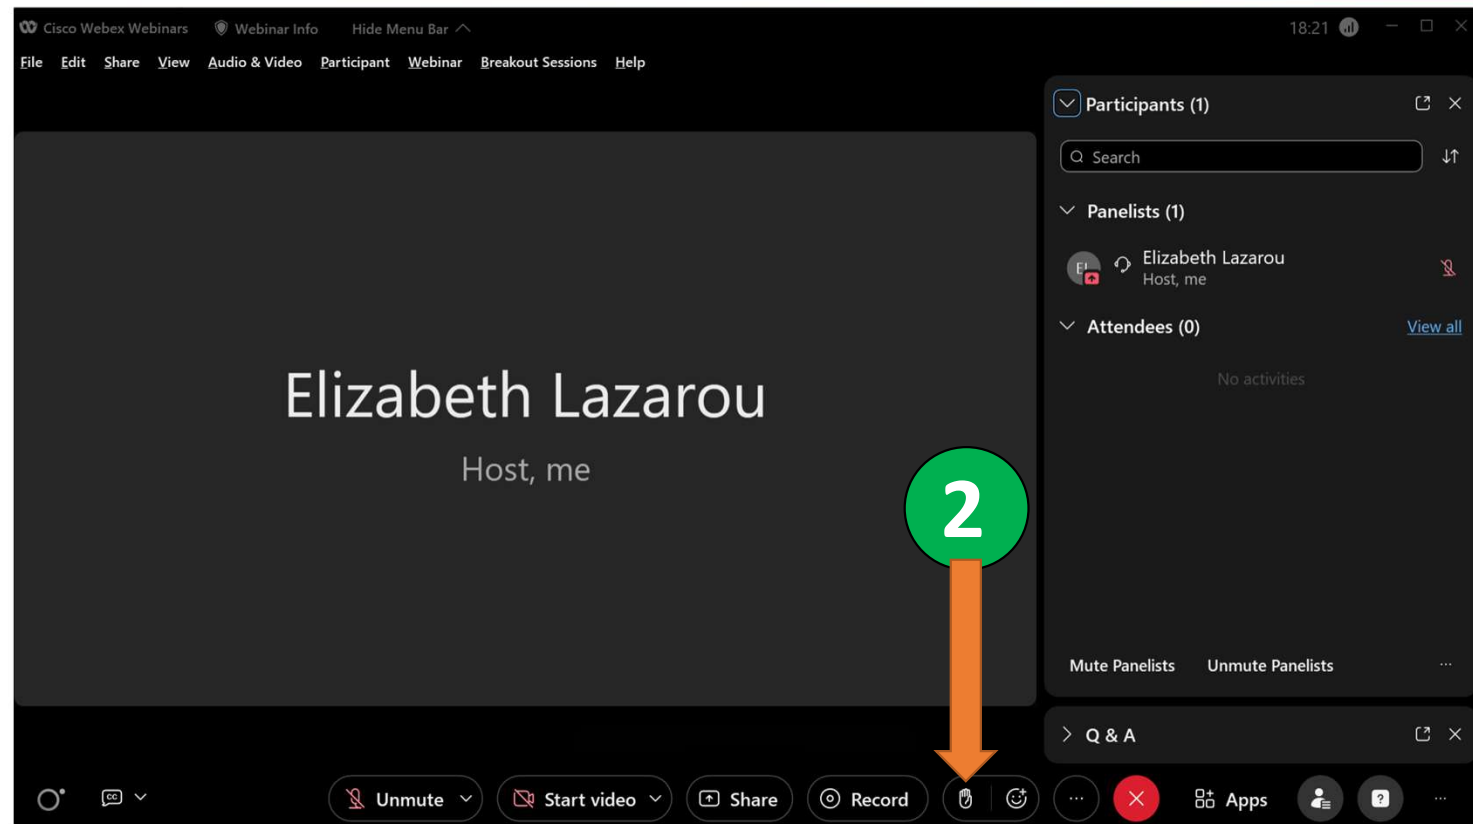 Cisco Webex Webinars Webinar Info Hide Menu Bar 18:21
File Edit Share View Audio & Video Participant Webinar Breakout Sessions Help
Participants (1)
Search
Panelists (1)
EL Elizabeth Lazarou
Host, me
Attendees (0) View all
No activities
Elizabeth Lazarou
Host, me
2
Mute Panelists Unmute Panelists ...
Q & A
CC Unmute Start video Share Record ... Apps ? ...